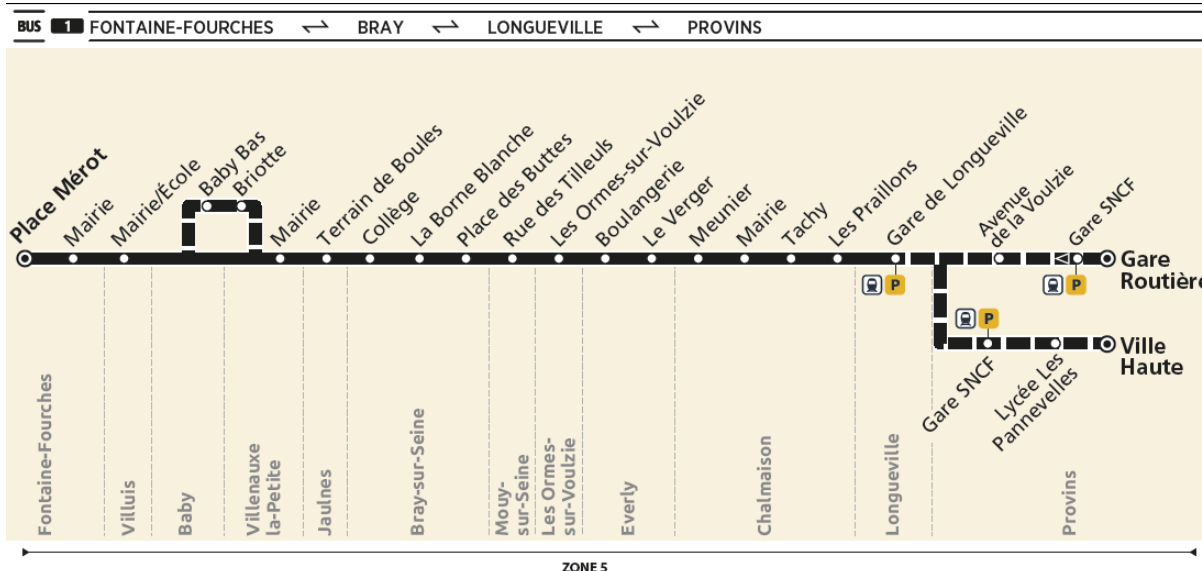 BUS 1 FONTAINE-FOURCHES BRAY LONGUEVILLE PROVINS
Place Mérot
Mairie
Mairie/École
Baby Bas
Briotte
Mairie
Terrain de Boules
Collège
La Borne Blanche
Place des Buttes
Rue des Tilleuls
Les Ormes-sur-Voulzie
Boulangerie
Le Verger
Meunier
Mairie
Tachy
Les Praillons
Gare de Longueville
Avenue
de la Voulzie
Gare SNCF
Gare
Routière
P
P
P
Gare SNCF
Lycée Les
Pannevelles
Ville
Haute
Fontaine-Fourches
Villuis
Baby
Villenauxe
la-Petite
Jaulnes
Bray-sur-Seine
Mouy-
sur-Seine
Les Ormes-
sur-Voulzie
Everly
Chalmaison
Longueville
Provins
ZONE 5